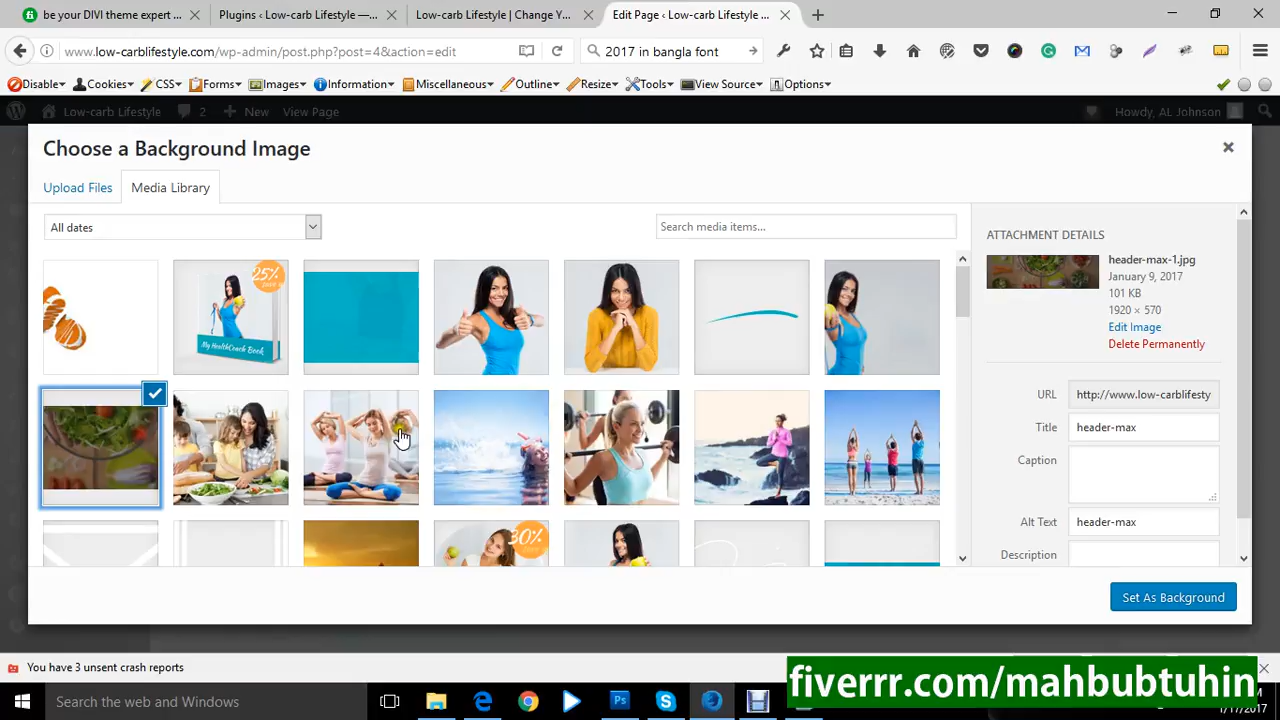 be your DIVI theme expert ...
Plugins ‹ Low-carb Lifestyle —...
Low-carb Lifestyle | Change Y...
Edit Page ‹ Low-carb Lifestyle ...
www.low-carblifestyle.com/wp-admin/post.php?post=4&action=edit
2017 in bangla font
Disable
Cookies
CSS
Forms
Images
Information
Miscellaneous
Outline
Resize
Tools
View Source
Options
Low-carb Lifestyle
2
New
View Page
Howdy, AL Johnson
Choose a Background Image
Upload Files
Media Library
All dates
Search media items...
25%
My HealthCoach Book
30%
ATTACHMENT DETAILS
header-max-1.jpg
January 9, 2017
101 KB
1920 × 570
Edit Image
Delete Permanently
URL
http://www.low-carblifesty
Title
header-max
Caption
Alt Text
header-max
Description
Set As Background
You have 3 unsent crash reports
fiverrr.com/mahbubtuhin
Search the web and Windows
Ps
1/17/2017